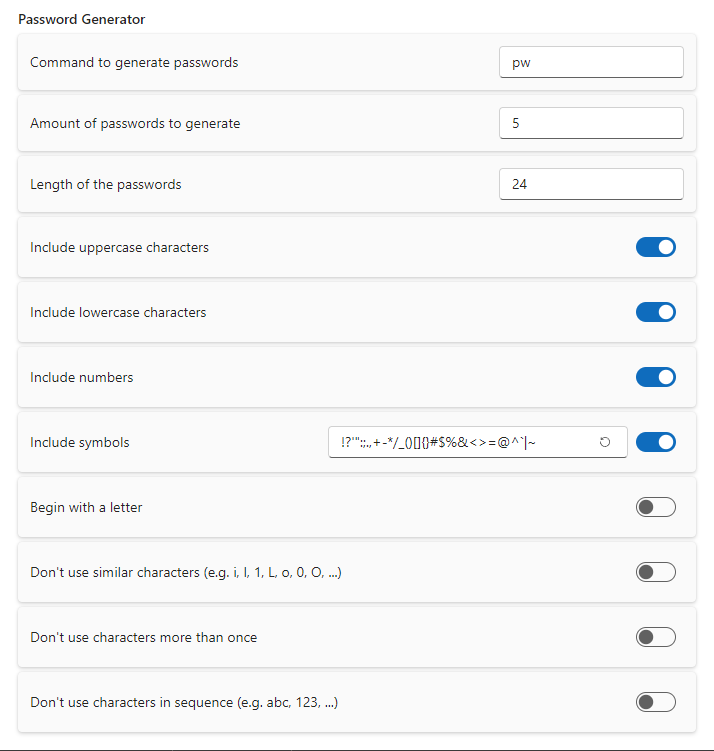 Password Generator
Command to generate passwords
pw
Amount of passwords to generate
5
Length of the passwords
24
Include uppercase characters
Include lowercase characters
Include numbers
Include symbols
!?'";:.,+-*/_()[]{}#$%&<>=@^`|~
Begin with a letter
Don't use similar characters (e.g. i, l, 1, L, o, 0, O, ...)
Don't use characters more than once
Don't use characters in sequence (e.g. abc, 123, ...)